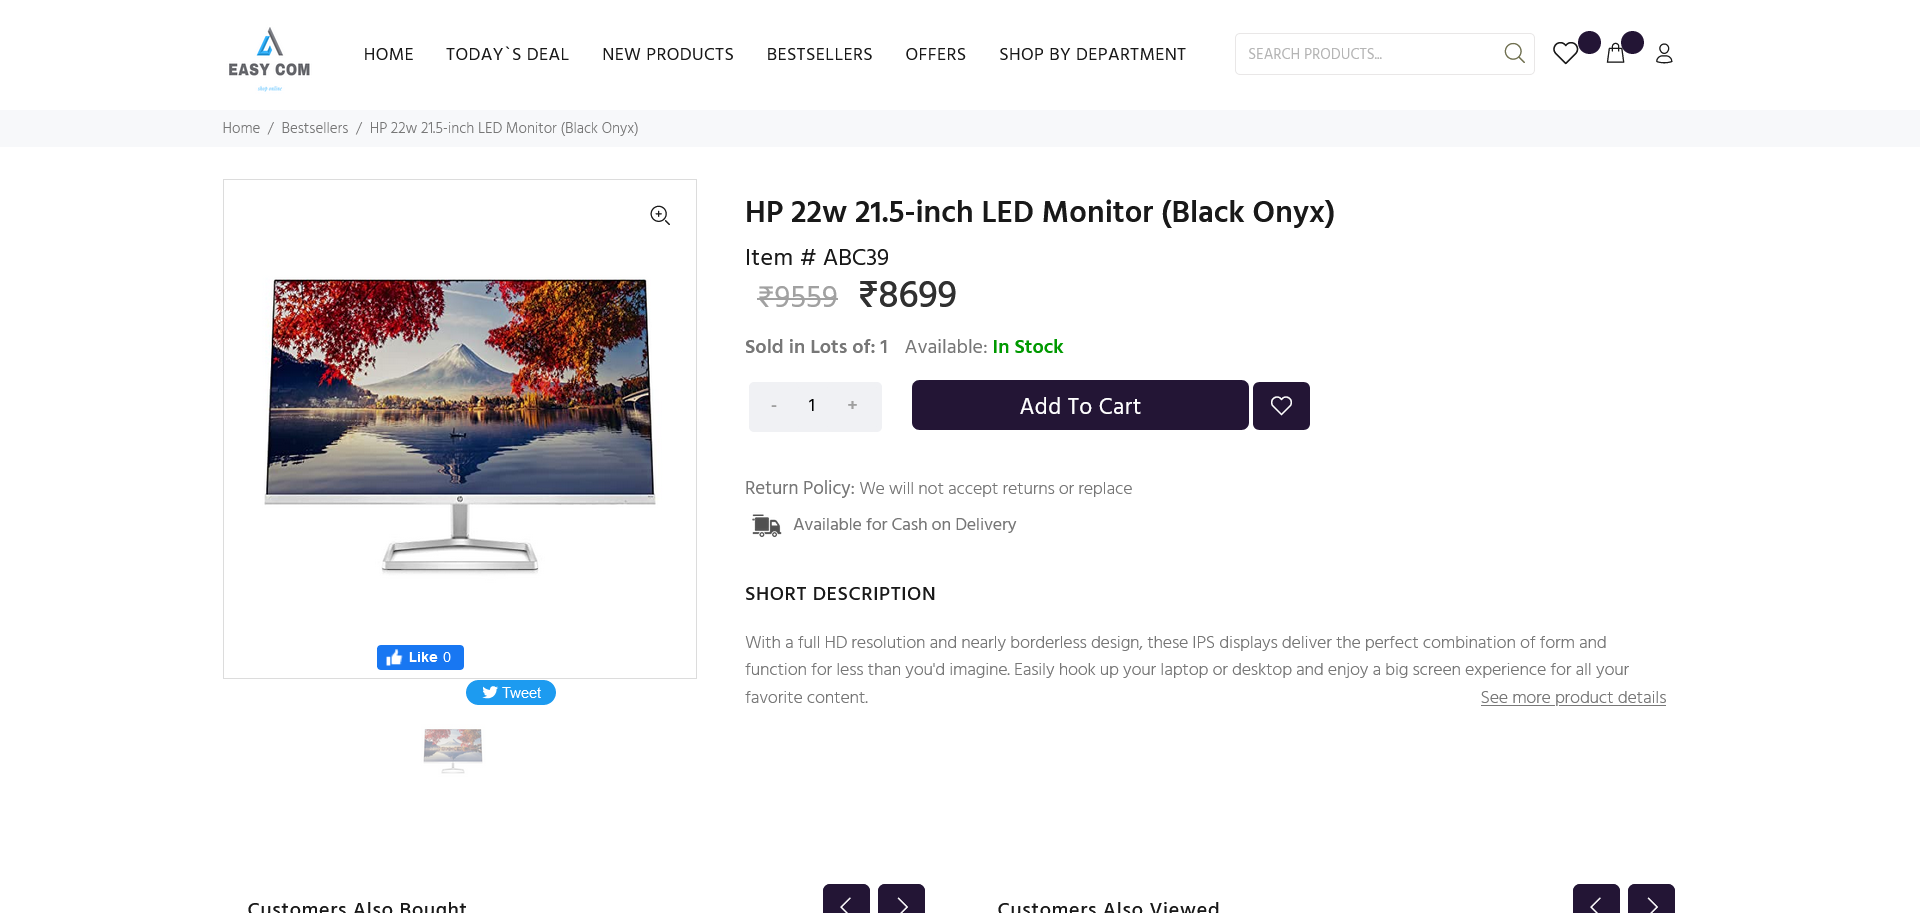 EASY COM
HOME
TODAY`S DEAL
NEW PRODUCTS
BESTSELLERS
OFFERS
SHOP BY DEPARTMENT
SEARCH PRODUCTS...
Home / Bestsellers / HP 22w 21.5-inch LED Monitor (Black Onyx)
HP 22w 21.5-inch LED Monitor (Black Onyx)
Item # ABC39
₹9559 ₹8699
Sold in Lots of: 1 Available: In Stock
- 1 +
Add To Cart
Return Policy: We will not accept returns or replace
Available for Cash on Delivery
SHORT DESCRIPTION
With a full HD resolution and nearly borderless design, these IPS displays deliver the perfect combination of form and
function for less than you'd imagine. Easily hook up your laptop or desktop and enjoy a big screen experience for all your
favorite content.
See more product details
Like 0
Tweet
Customers Also Bought
Customers Also Viewed